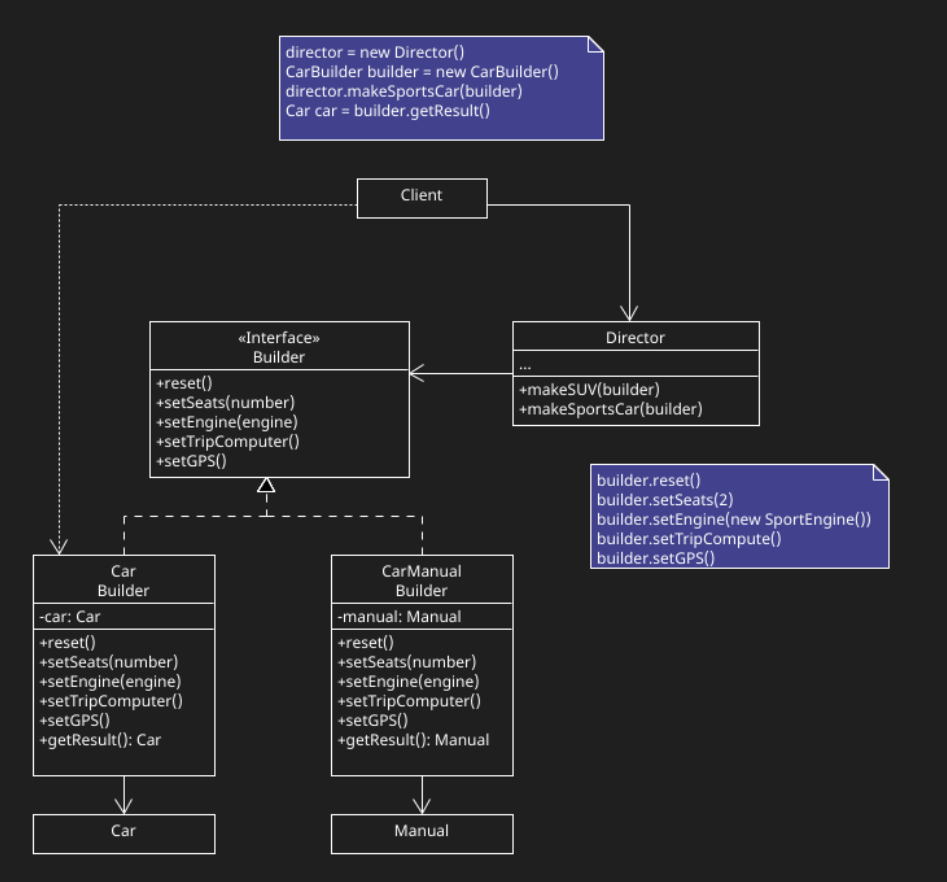 director = new Director()
CarBuilder builder = new CarBuilder()
director.makeSportsCar(builder)
Car car = builder.getResult()
Client
«Interface»
Builder
+reset()
+setSeats(number)
+setEngine(engine)
+setTripComputer()
+setGPS()
Director
...
+makeSUV(builder)
+makeSportsCar(builder)
builder.reset()
builder.setSeats(2)
builder.setEngine(new SportEngine())
builder.setTripCompute()
builder.setGPS()
Car
Builder
-car: Car
+reset()
+setSeats(number)
+setEngine(engine)
+setTripComputer()
+setGPS()
+getResult(): Car
CarManual
Builder
-manual: Manual
+reset()
+setSeats(number)
+setEngine(engine)
+setTripComputer()
+setGPS()
+getResult(): Manual
Car
Manual